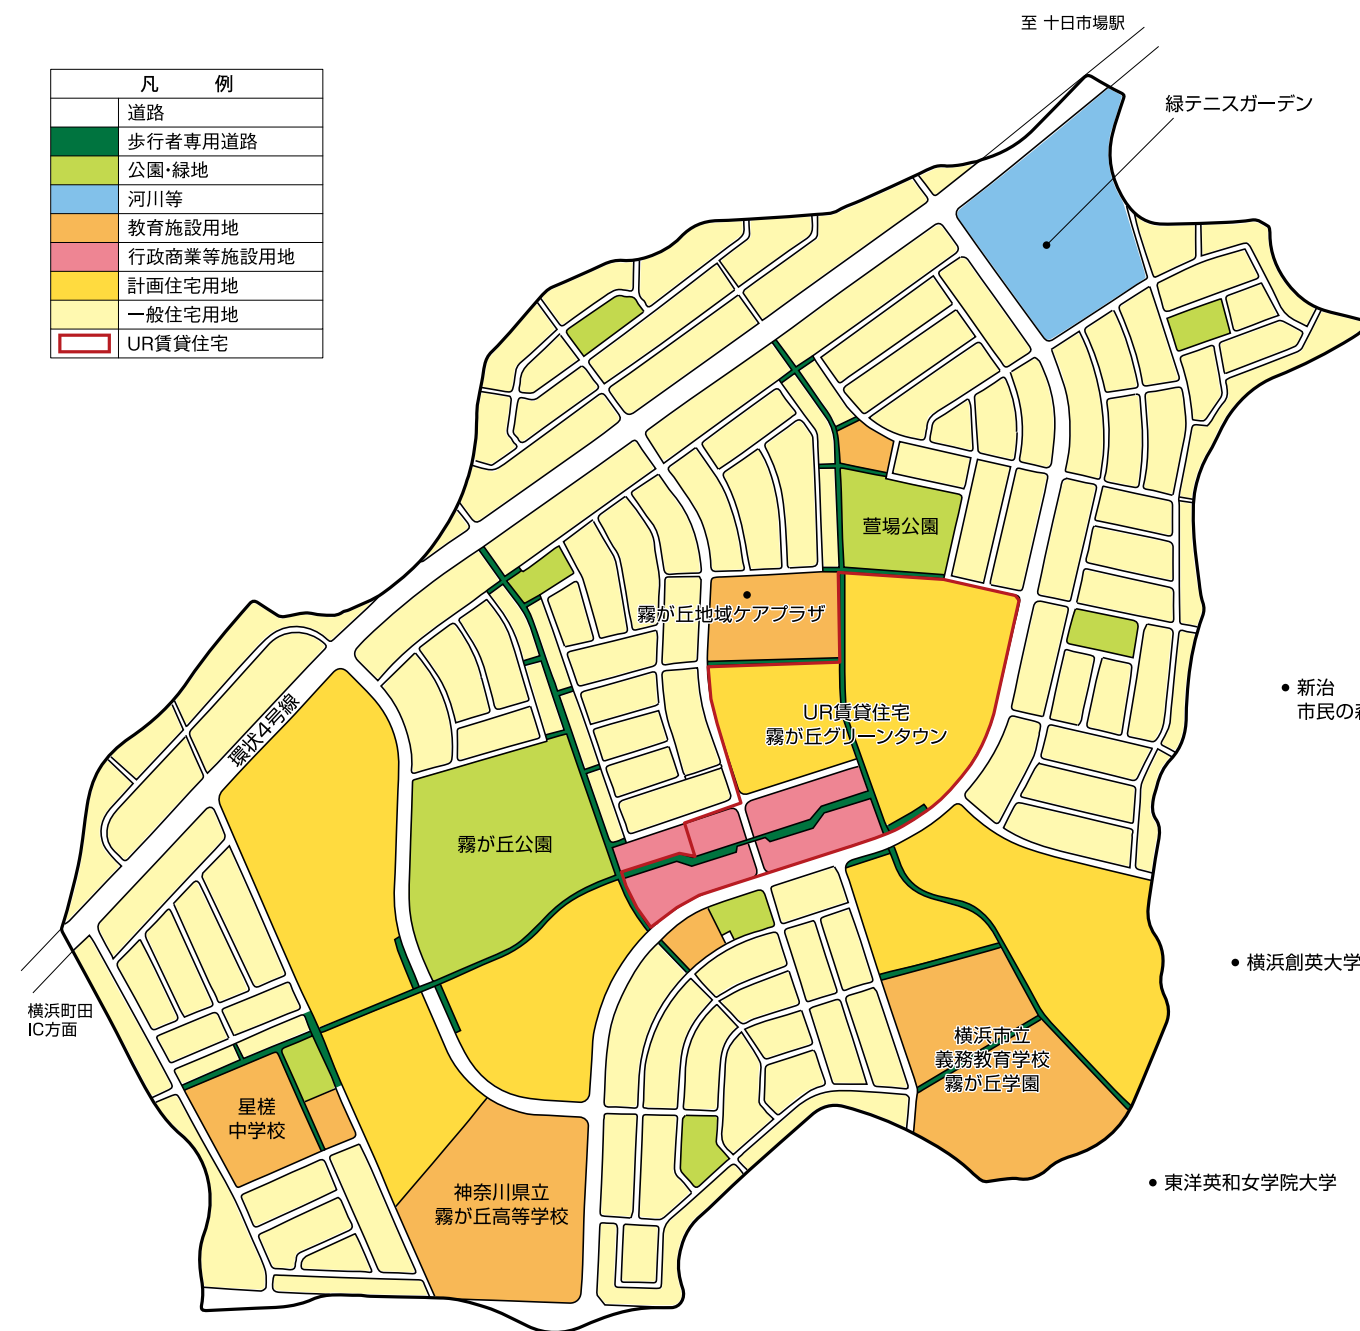 至 十日市場駅
緑テニスガーデン
凡 例
道路
歩行者専用道路
公園・緑地
河川等
教育施設用地
行政商業等施設用地
計画住宅用地
一般住宅用地
UR賃貸住宅
萱場公園
霧が丘地域ケアプラザ
新治
市民の森
UR賃貸住宅
霧が丘グリーンタウン
環状4号線
霧が丘公園
横浜創英大学
横浜町田
IC方面
横浜市立
義務教育学校
霧が丘学園
星槎
中学校
東洋英和女学院大学
神奈川県立
霧が丘高等学校